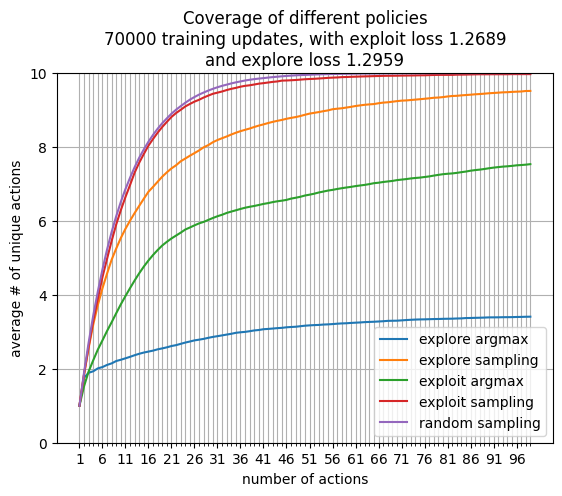 Coverage of different policies
70000 training updates, with exploit loss 1.2689
and explore loss 1.2959
10
8
6
4
2
0
average # of unique actions
explore argmax
explore sampling
exploit argmax
exploit sampling
random sampling
1 6 11 16 21 26 31 36 41 46 51 56 61 66 71 76 81 86 91 96
number of actions